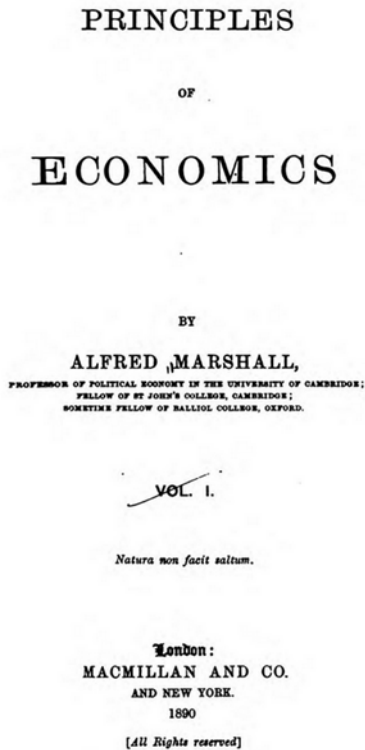 PRINCIPLES
OF
ECONOMICS
BY
ALFRED MARSHALL,
PROFESSOR OF POLITICAL ECONOMY IN THE UNIVERSITY OF CAMBRIDGE;
FELLOW OF ST JOHN'S COLLEGE, CAMBRIDGE;
SOMETIME FELLOW OF BALLIOL COLLEGE, OXFORD.
VOL. I.
Natura non facit saltum.
London:
MACMILLAN AND CO.
AND NEW YORK.
1890
[All Rights reserved]